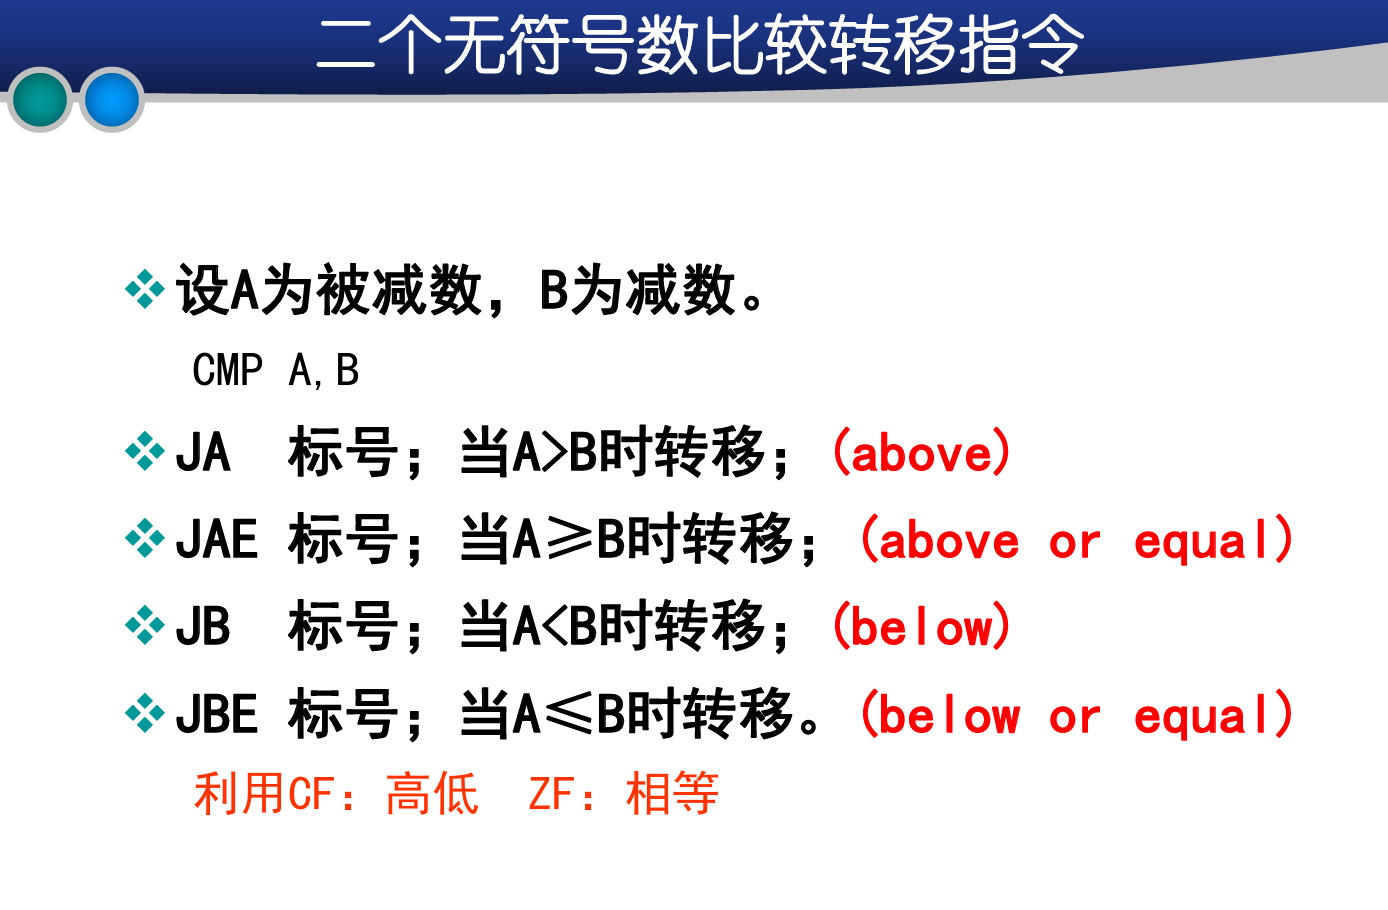 二个无符号数比较转移指令
设A为被减数，B为减数。
CMP A,B
JA 标号；当A>B时转移；(above)
JAE 标号；当A≥B时转移；(above or equal)
JB 标号；当A<B时转移；(below)
JBE 标号；当A≤B时转移。(below or equal)
利用CF：高低 ZF：相等